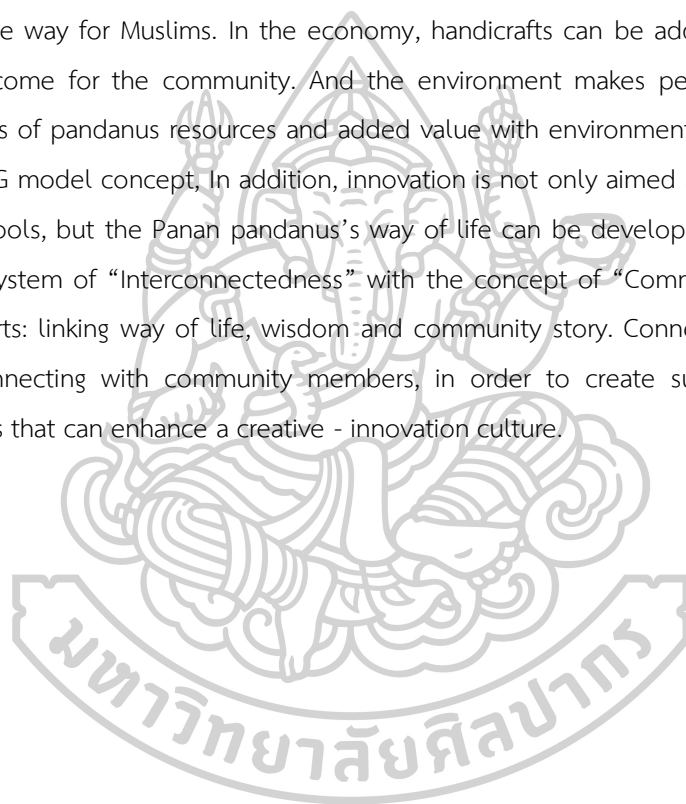 e way for Muslims. In the economy, handicrafts can be add
come for the community. And the environment makes pe
s of pandanus resources and added value with environment
G model concept, In addition, innovation is not only aimed
ools, but the Panan pandanus's way of life can be develop
ystem of “Interconnectedness” with the concept of “Comr
rts: linking way of life, wisdom and community story. Conne
nnecting with community members, in order to create su
s that can enhance a creative - innovation culture.
มหาวิทยาลัยศิลปากร